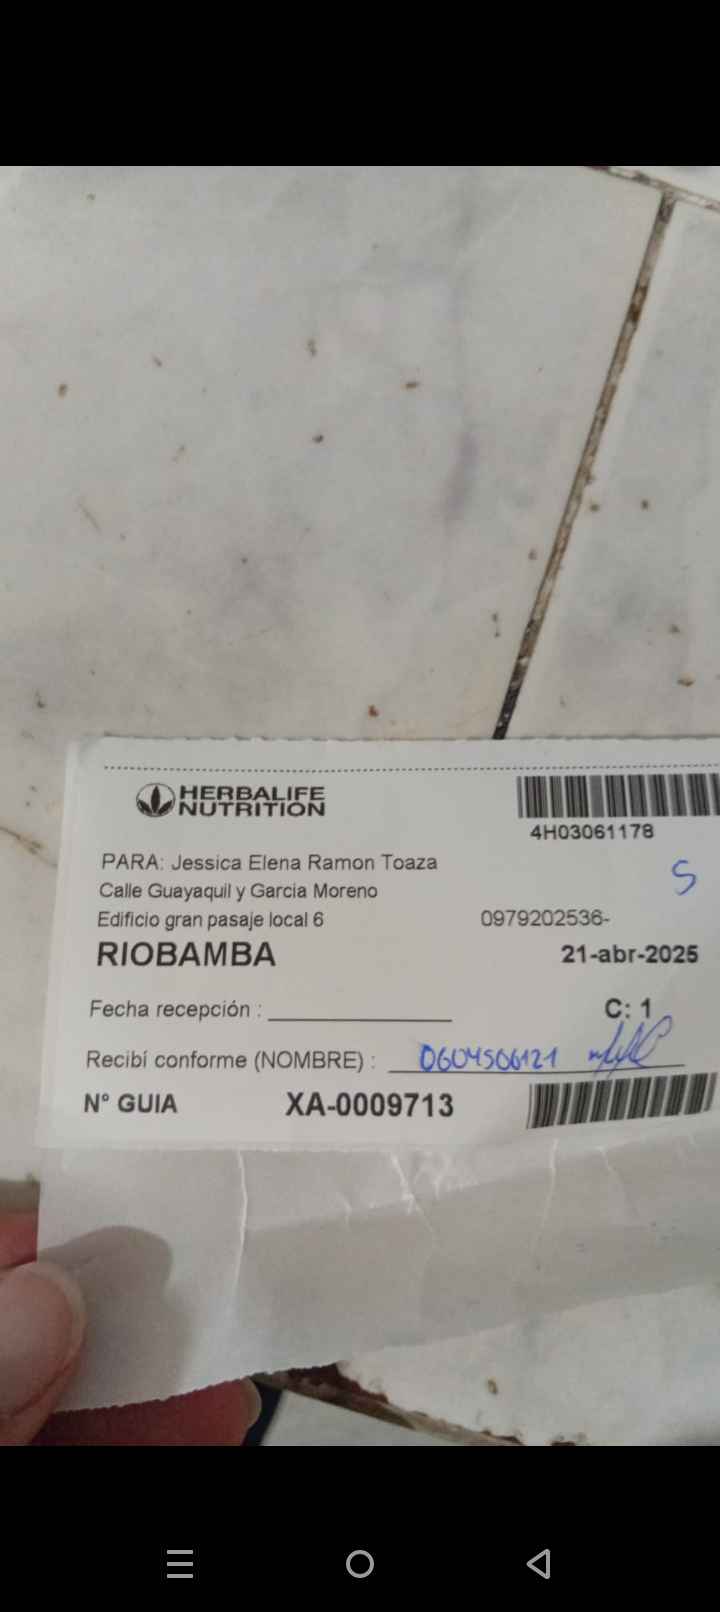 HERBALIFE
NUTRITION
4H03061178
PARA: Jessica Elena Ramon Toaza
S
Calle Guayaquil y Garcia Moreno
Edificio gran pasaje local 6 0979202536-
RIOBAMBA 21-abr-2025
Fecha recepción : C: 1
Recibí conforme (NOMBRE) : 0604506121
N° GUIA XA-0009713